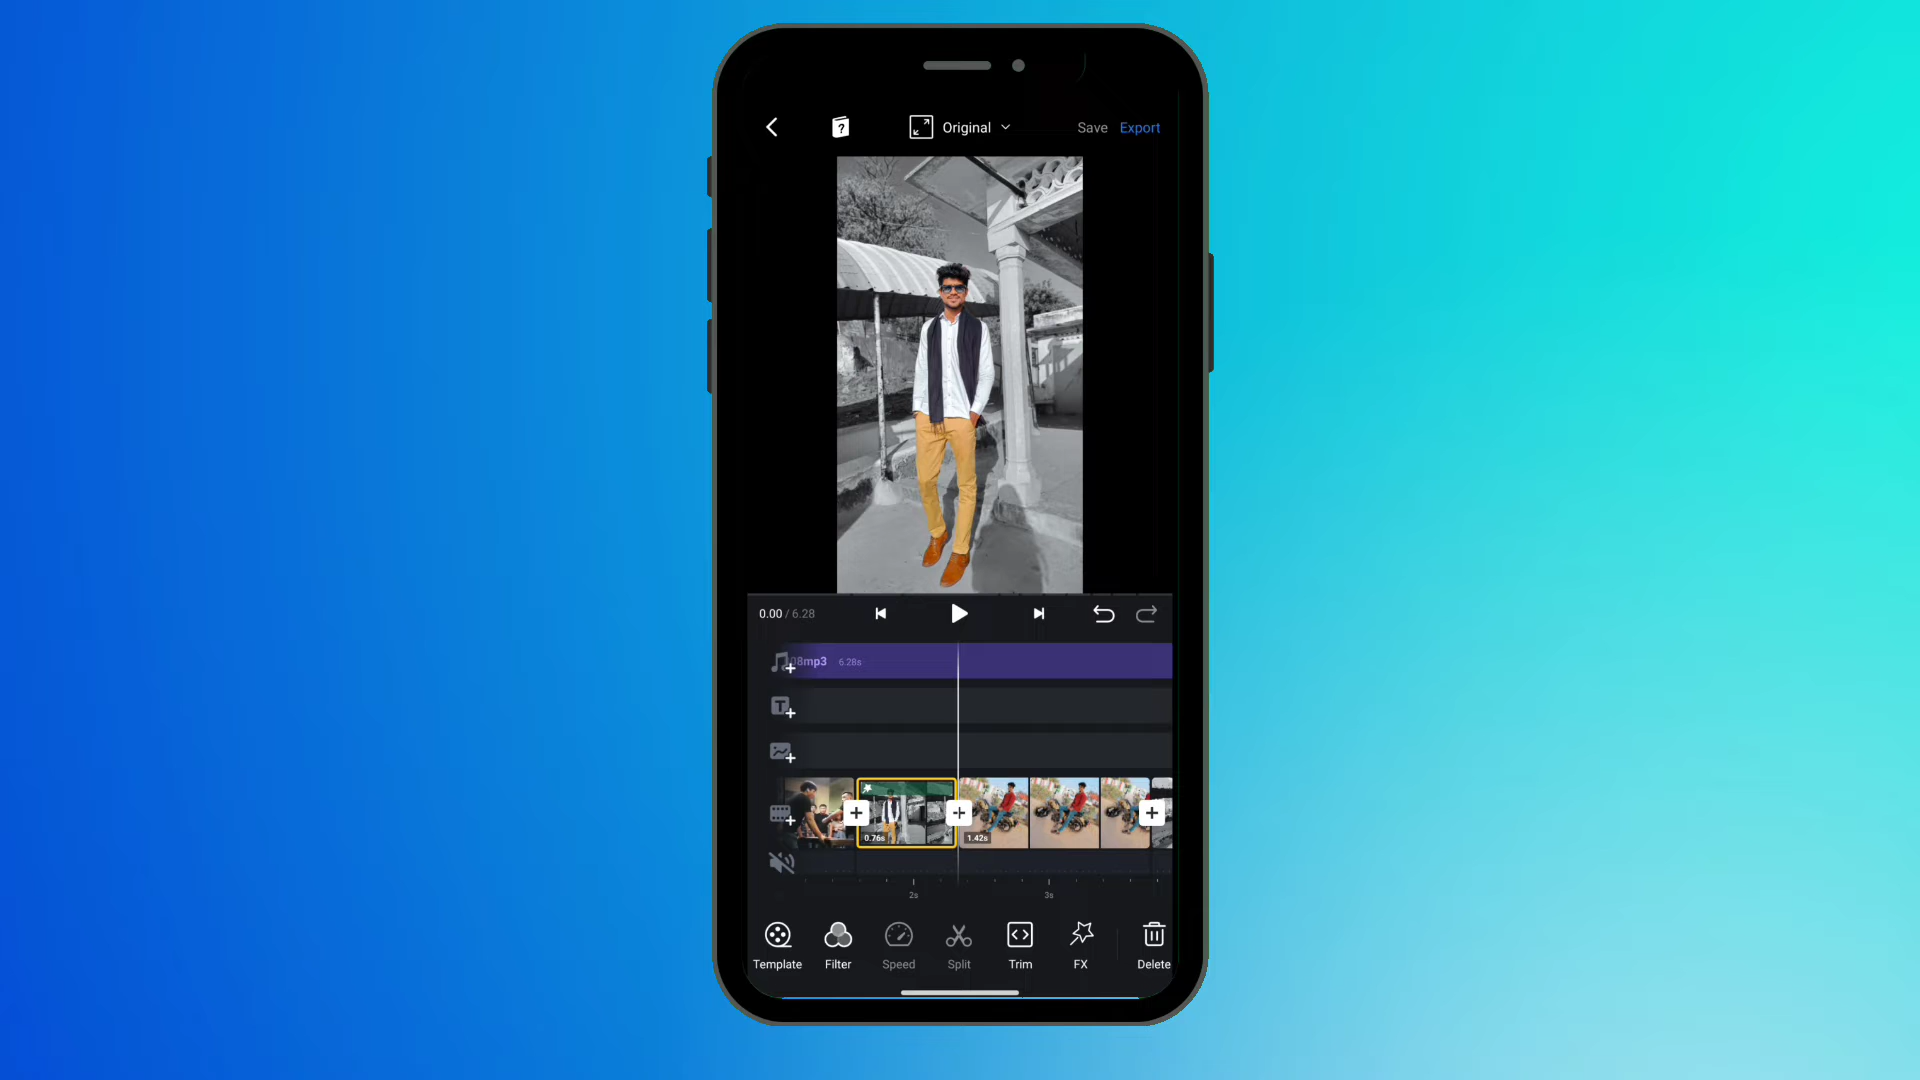 Original Save Export
0.00 / 6.28
08mp3 6.28s
0.76s 1.42s
2s 3s
Template Filter Speed Split Trim FX Delete